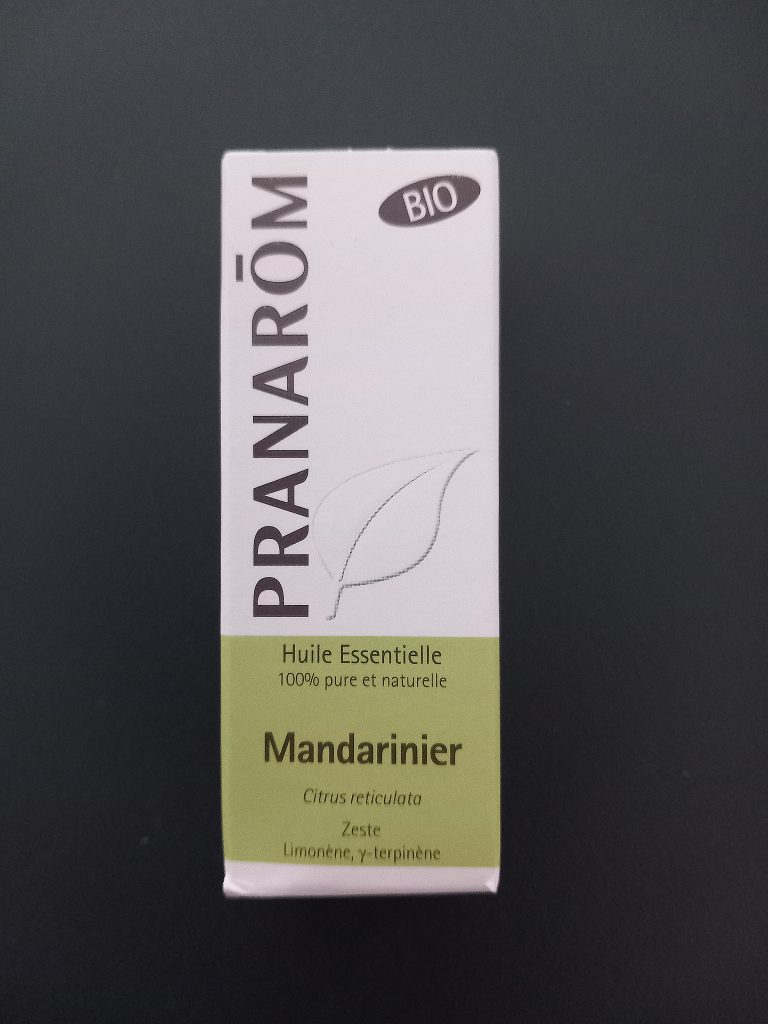 PRANARŌM
BIO
Huile Essentielle
100% pure et naturelle
Mandarinier
Citrus reticulata
Zeste
Limonène, γ-terpinène